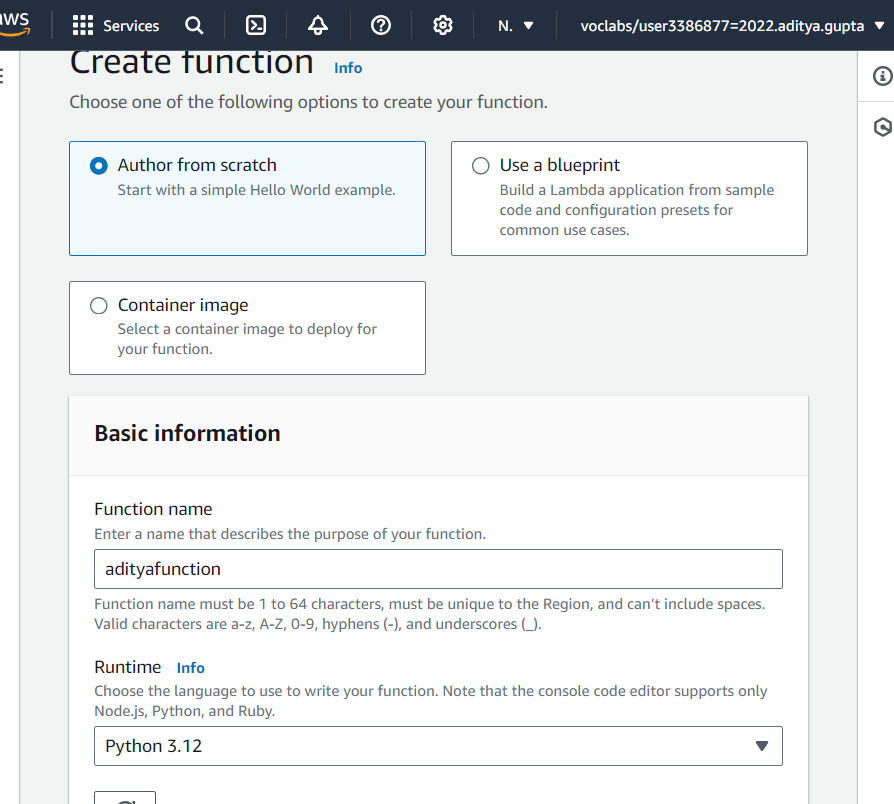 aws
Services
N.
voclabs/user3386877=2022.aditya.gupta
Create function Info
Choose one of the following options to create your function.
Author from scratch
Start with a simple Hello World example.
Use a blueprint
Build a Lambda application from sample
code and configuration presets for
common use cases.
Container image
Select a container image to deploy for
your function.
Basic information
Function name
Enter a name that describes the purpose of your function.
adityafunction
Function name must be 1 to 64 characters, must be unique to the Region, and can’t include spaces.
Valid characters are a-z, A-Z, 0-9, hyphens (-), and underscores (_).
Runtime Info
Choose the language to use to write your function. Note that the console code editor supports only
Node.js, Python, and Ruby.
Python 3.12